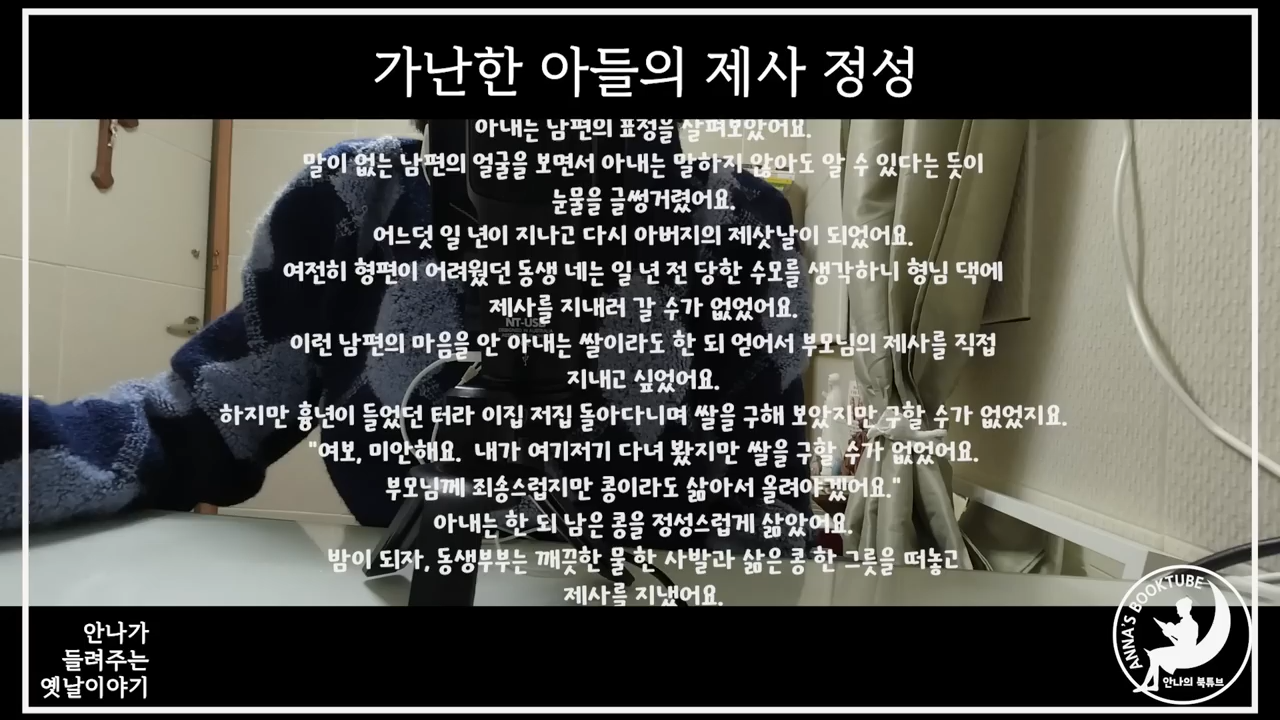 가난한 아들의 제사 정성
아내는 남편의 표정을 살펴보았어요.
말이 없는 남편의 얼굴을 보면서 아내는 말하지 않아도 알 수 있다는 듯이
눈물을 글썽거렸어요.
어느덧 일 년이 지나고 다시 아버지의 제삿날이 되었어요.
여전히 형편이 어려웠던 동생 네는 일 년 전 당한 수모를 생각하니 형님 댁에
제사를 지내러 갈 수가 없었어요.
NT-USB
이런 남편의 마음을 안 아내는 쌀이라도 한 되 얻어서 부모님의 제사를 직접
지내고 싶었어요.
하지만 흉년이 들었던 터라 이집 저집 돌아다니며 쌀을 구해 보았지만 구할 수가 없었지요.
"여보, 미안해요. 내가 여기저기 다녀 봤지만 쌀을 구할 수가 없었어요.
부모님께 죄송스럽지만 콩이라도 삶아서 올려야겠어요."
아내는 한 되 남은 콩을 정성스럽게 삶았어요.
밤이 되자, 동생부부는 깨끗한 물 한 사발과 삶은 콩 한 그릇을 떠놓고
제사를 지냈어요.
안나가
들려주는
옛날이야기
ANNA'S BOOKTUBE
안나의 북튜브